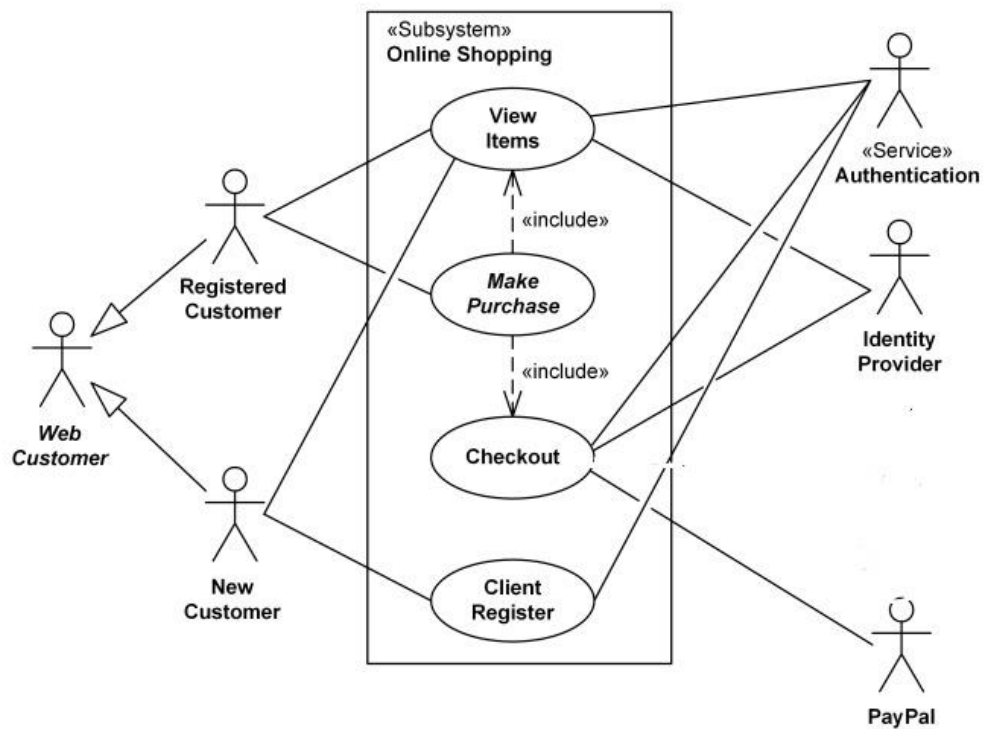 «Subsystem»
Online Shopping
View
Items
«Service»
Authentication
«include»
Registered
Customer
Make
Purchase
Identity
Provider
«include»
Web
Customer
Checkout
New
Customer
Client
Register
PayPal